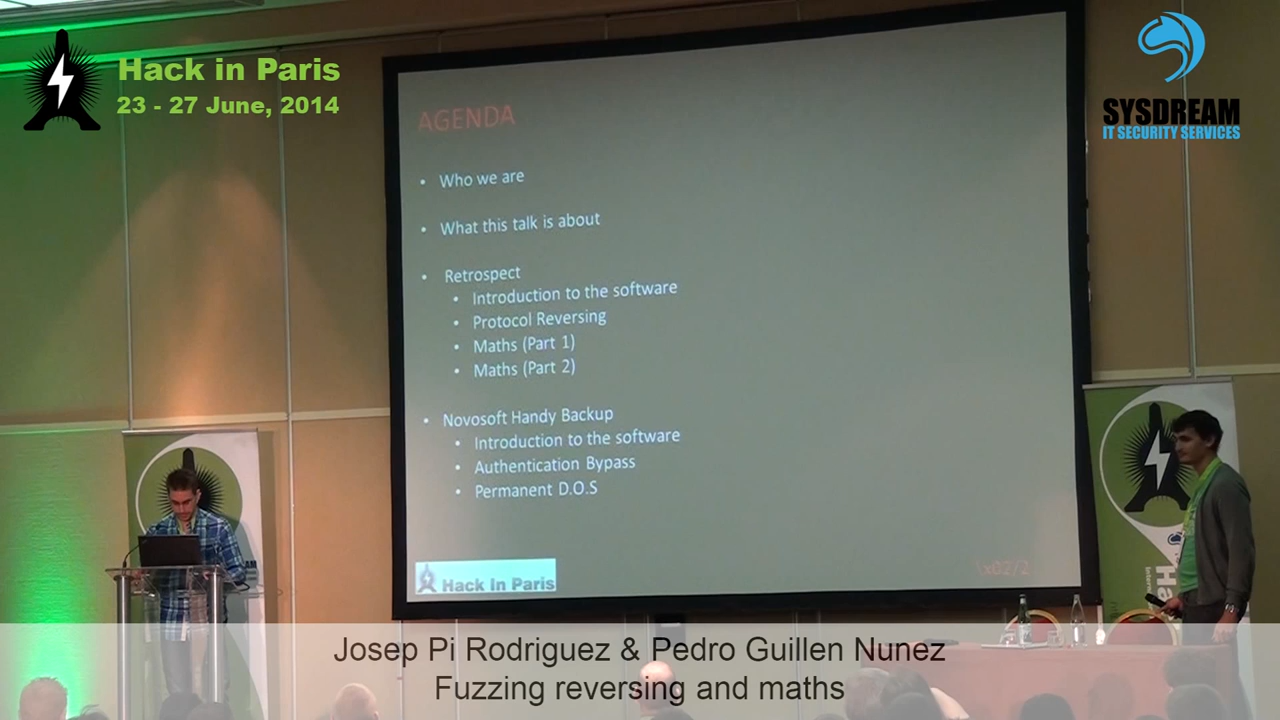 Hack in Paris
23 - 27 June, 2014
SYSDREAM
IT SECURITY SERVICES
AGENDA
• Who we are
• What this talk is about
• Retrospect
• Introduction to the software
• Protocol Reversing
• Maths (Part 1)
• Maths (Part 2)
• Novosoft Handy Backup
• Introduction to the software
• Authentication Bypass
• Permanent D.O.S
Hack In Paris
\x02/2
Josep Pi Rodriguez & Pedro Guillen Nunez
Fuzzing reversing and maths